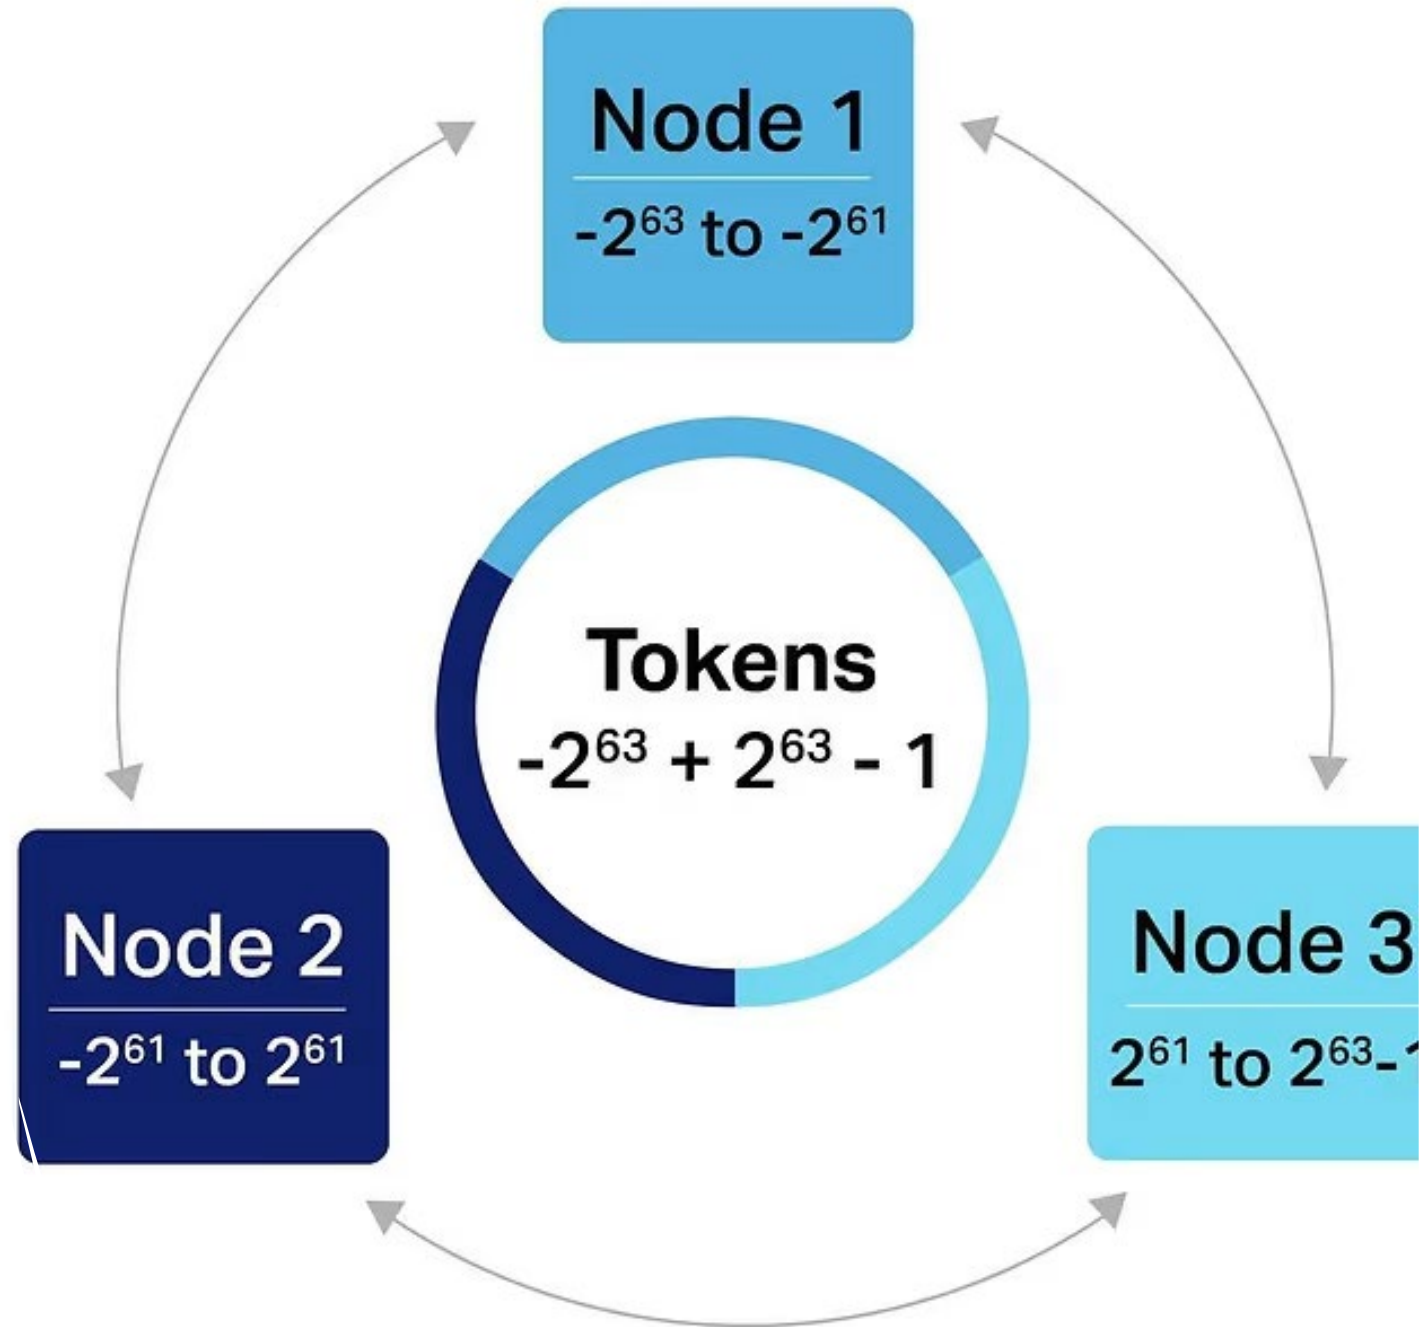 Node 1
-2⁶³ to -2⁶¹
Tokens
-2⁶³ + 2⁶³ - 1
Node 2
-2⁶¹ to 2⁶¹
Node 3
2⁶¹ to 2⁶³-1